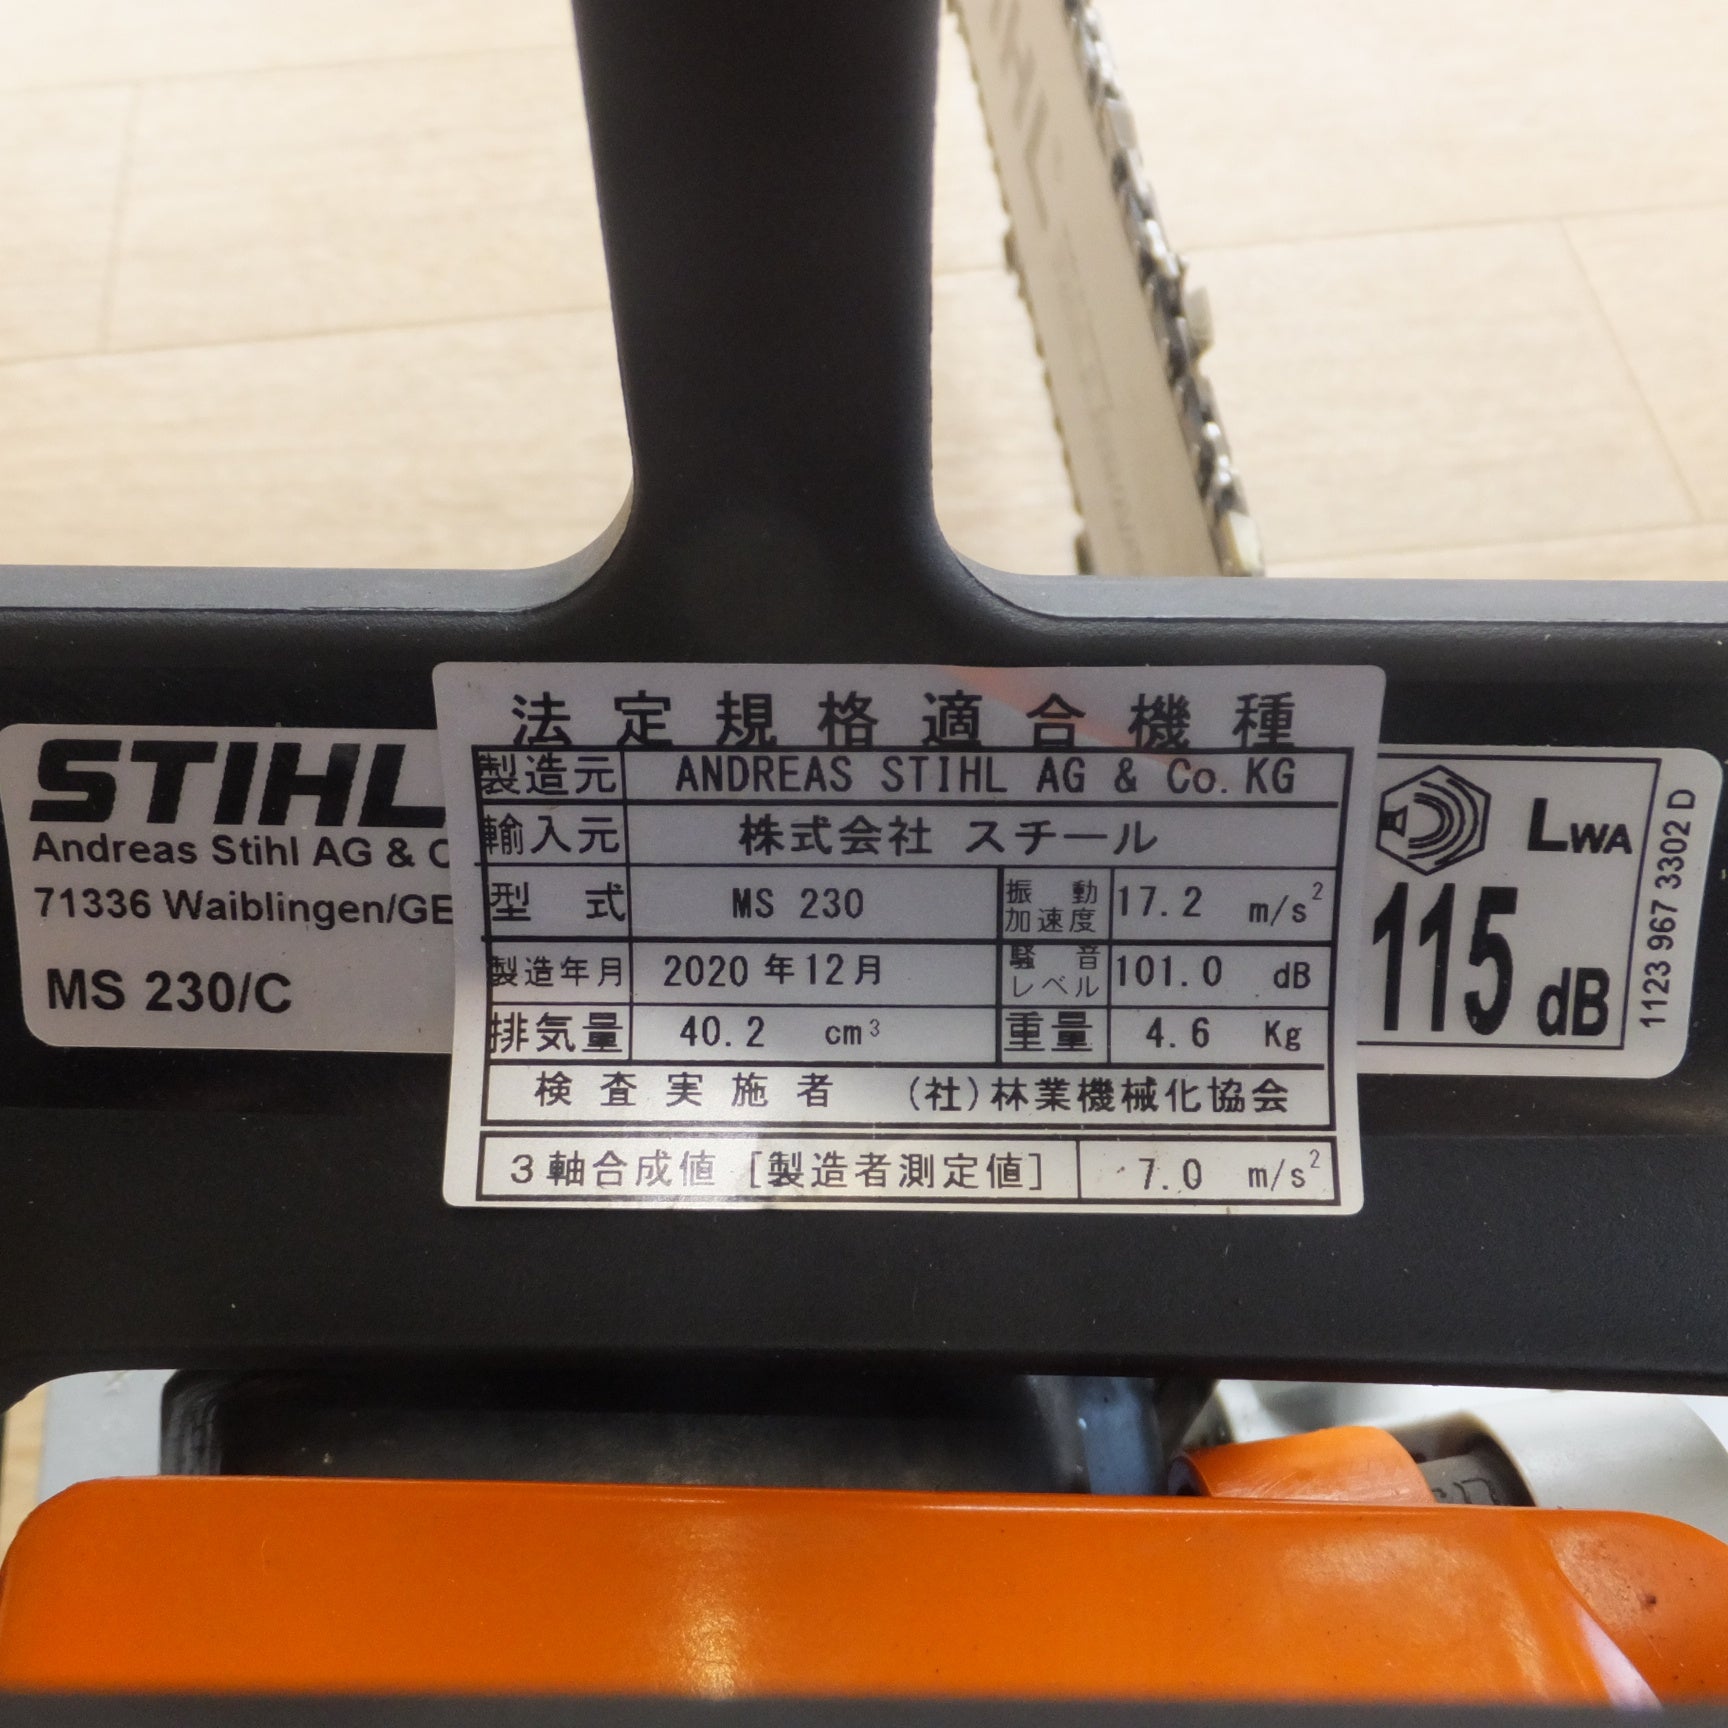 法定規格適合機種
製造元 ANDREAS STIHL AG & Co. KG
輸入元 株式会社 スチール
型 式 MS 230 振動加速度 17.2 m/s²
製造年月 2020年12月 騒音レベル 101.0 dB
排気量 40.2 cm³ 重量 4.6 Kg
検査実施者 (社)林業機械化協会
3軸合成値 [製造者測定値] 7.0 m/s²
STIHL
Andreas Stihl AG &
71336 Waiblingen/GE
MS 230/C
LWA
115 dB
1123 967 3302 D